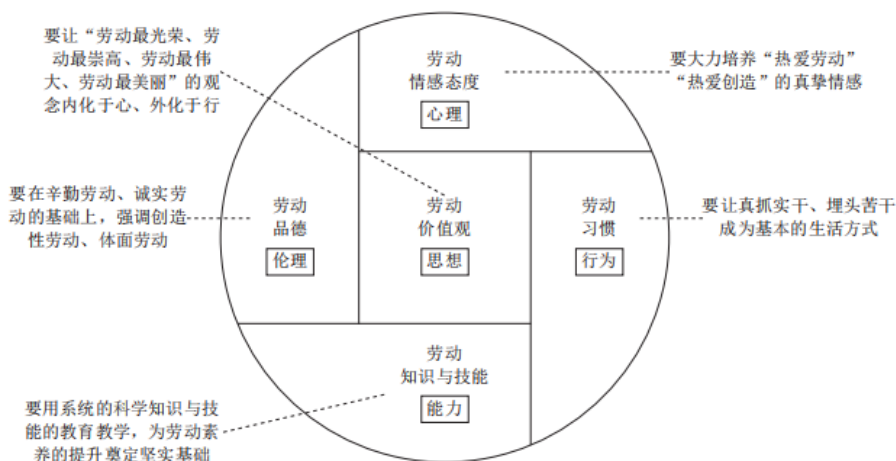 要让“劳动最光荣、劳
动最崇高、劳动最伟
大、劳动最美丽”的观
念内化于心、外化于行
劳动
情感态度
心理
要大力培养“热爱劳动”
“热爱创造”的真挚情感
要在辛勤劳动、诚实劳
动的基础上，强调创造
性劳动、体面劳动
劳动
品德
伦理
劳动
价值观
思想
劳动
习惯
行为
要让真抓实干、埋头苦干
成为基本的生活方式
劳动
知识与技能
能力
要用系统的科学知识与技
能的教育教学，为劳动素
养的提升奠定坚实基础